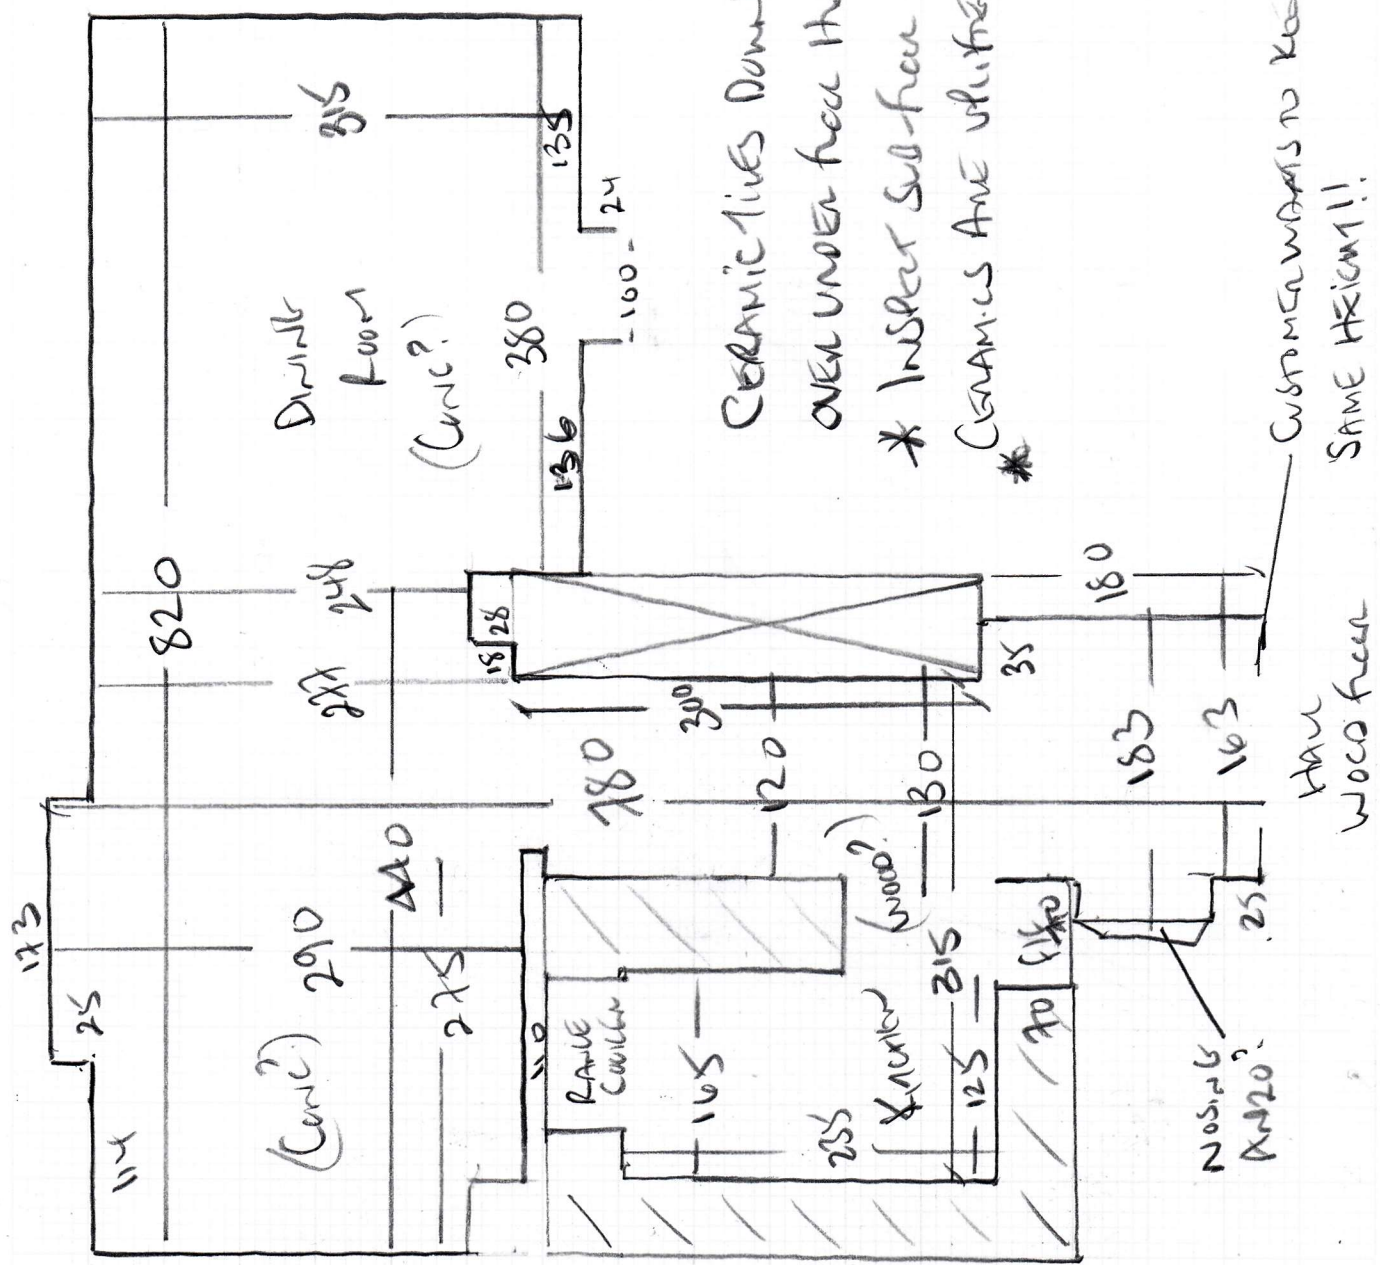 173
25
114
820
315
135
24
- 100 -
DINING
ROOM
(CONC?)
380
136
248
277
28
18
440
290
275
(CONC?)
110
780
300
120
130
35
180
183
163
RANGE
COOKER
165
255
KITCHEN
(WOOD?)
315
125
70
25
NOSING
HALL
WOOD FLOOR
CERAMIC TILES DOWN
OVER UNDER FLOOR H
* INSPECT SUB-FLOOR
CERAMICS ARE
*
CUSTOMER WANTS TO KEE
SAME HEIGHT!!